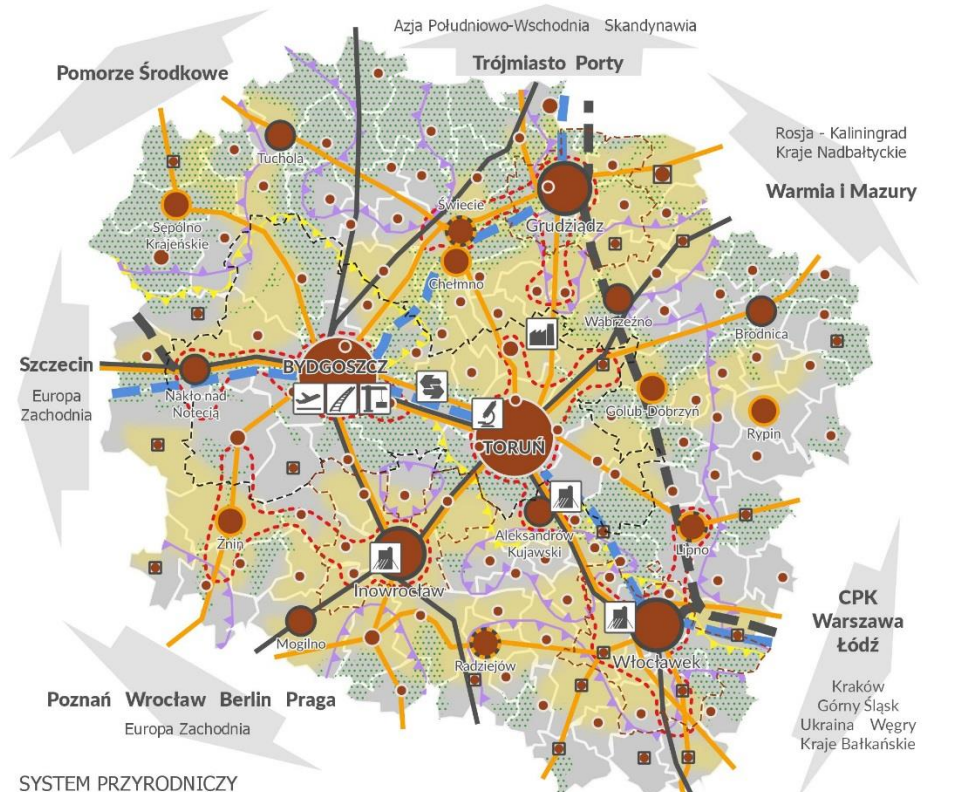 Azja Południowo-Wschodnia Skandynawia
Trójmiasto Porty
Pomorze Środkowe
Rosja - Kaliningrad
Kraje Nadbałtyckie
Warmia i Mazury
Tuchola
Świecie
Grudziądz
Sępólno
Krajeńskie
Chełmno
Wąbrzeźno
Brodnica
Szczecin
Europa
Zachodnia
BYDGOSZCZ
Nakło nad
Notecią
Golub-Dobrzyń
Rypin
TORUŃ
Żnin
Aleksandrów
Kujawski
Lipno
Inowrocław
Mogilno
Radziejów
Włocławek
CPK
Warszawa
Łódź
Kraków
Górny Śląsk
Ukraina Węgry
Kraje Bałkańskie
Poznań Wrocław Berlin Praga
Europa Zachodnia
SYSTEM PRZYRODNICZY